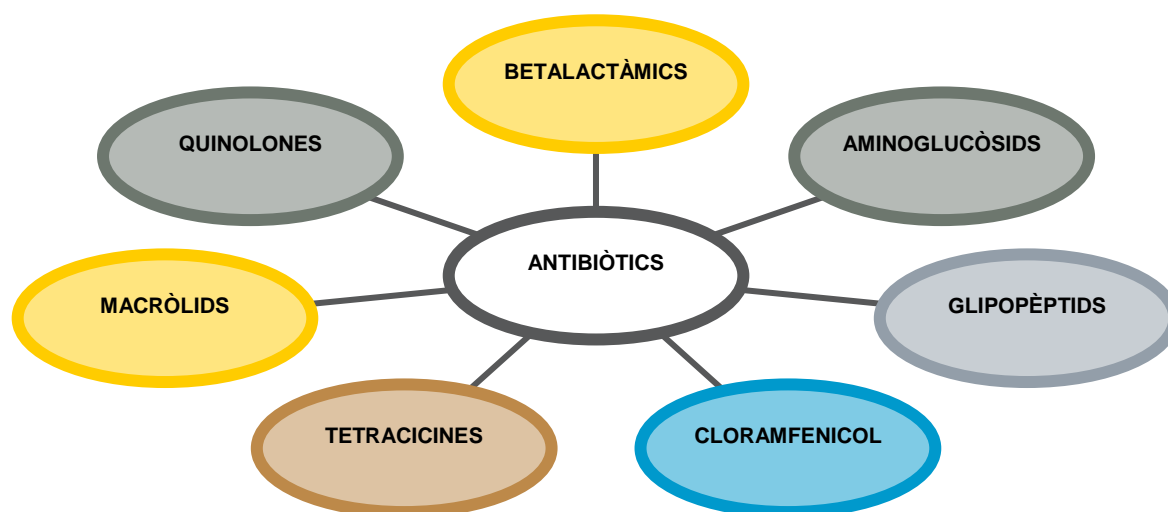 BETALACTÀMICS
QUINOLONES
AMINOGLUCÒSIDS
ANTIBIÒTICS
MACRÒLIDS
GLIPOPÈPTIDS
TETRACICINES
CLORAMFENICOL